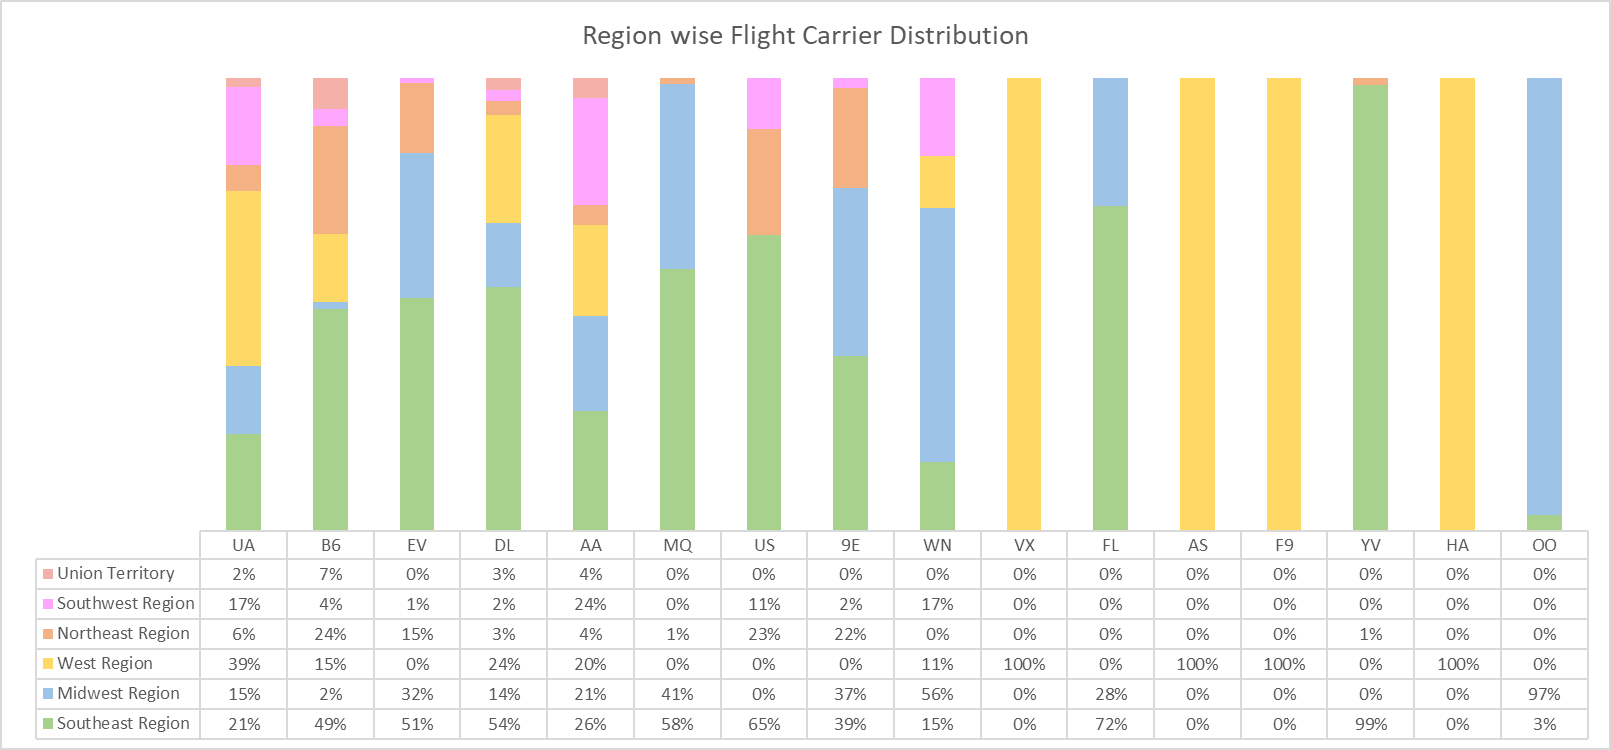 Region wise Flight Carrier Distribution
UA B6 EV DL AA MQ US 9E WN VX FL AS F9 YV HA OO
Union Territory 2% 7% 0% 3% 4% 0% 0% 0% 0% 0% 0% 0% 0% 0% 0% 0%
Southwest Region 17% 4% 1% 2% 24% 0% 11% 2% 17% 0% 0% 0% 0% 0% 0% 0%
Northeast Region 6% 24% 15% 3% 4% 1% 23% 22% 0% 0% 0% 0% 0% 1% 0% 0%
West Region 39% 15% 0% 24% 20% 0% 0% 0% 11% 100% 0% 100% 100% 0% 100% 0%
Midwest Region 15% 2% 32% 14% 21% 41% 0% 37% 56% 0% 28% 0% 0% 0% 0% 97%
Southeast Region 21% 49% 51% 54% 26% 58% 65% 39% 15% 0% 72% 0% 0% 99% 0% 3%